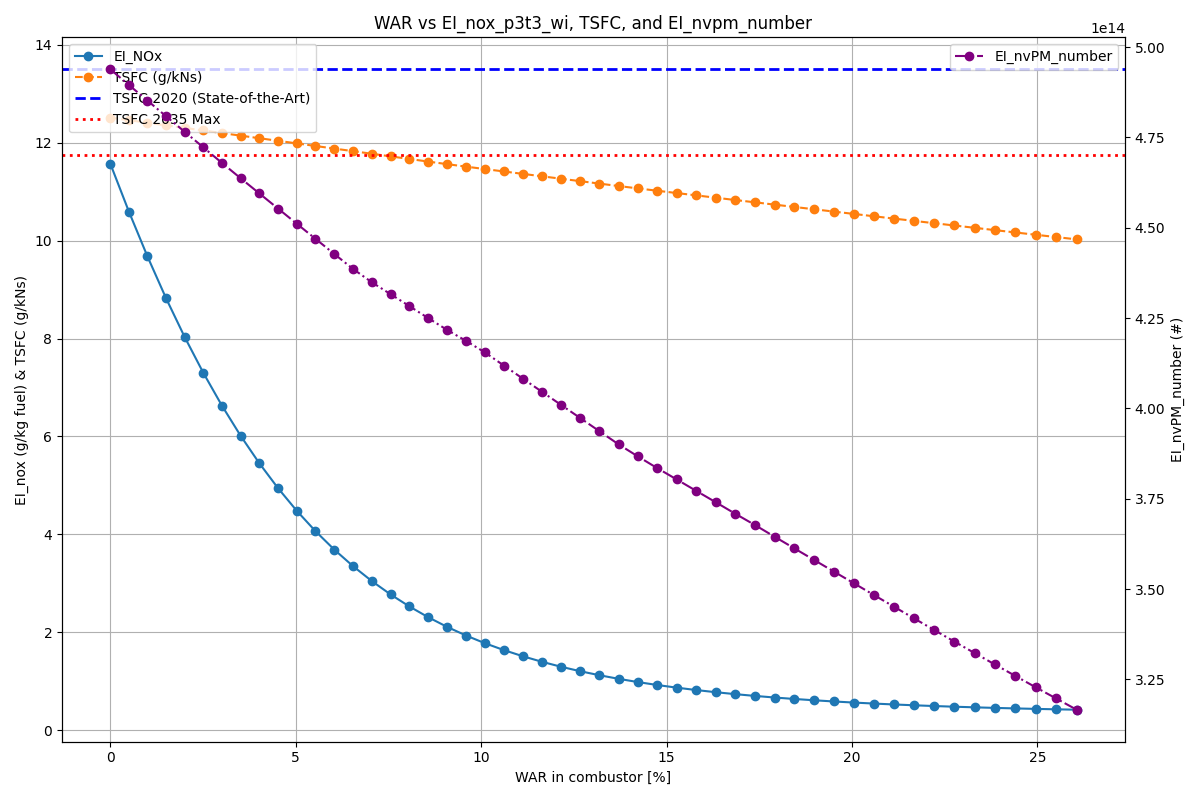 WAR vs EI_nox_p3t3_wi, TSFC, and EI_nvpm_number
1e14
EI_NOx
TSFC (g/kNs)
TSFC 2020 (State-of-the-Art)
TSFC 2035 Max
EI_nvPM_number
14
12
10
8
6
4
2
0
EI_nox (g/kg fuel) & TSFC (g/kNs)
5.00
4.75
4.50
4.25
4.00
3.75
3.50
3.25
EI_nvPM_number (#)
0
5
10
15
20
25
WAR in combustor [%]